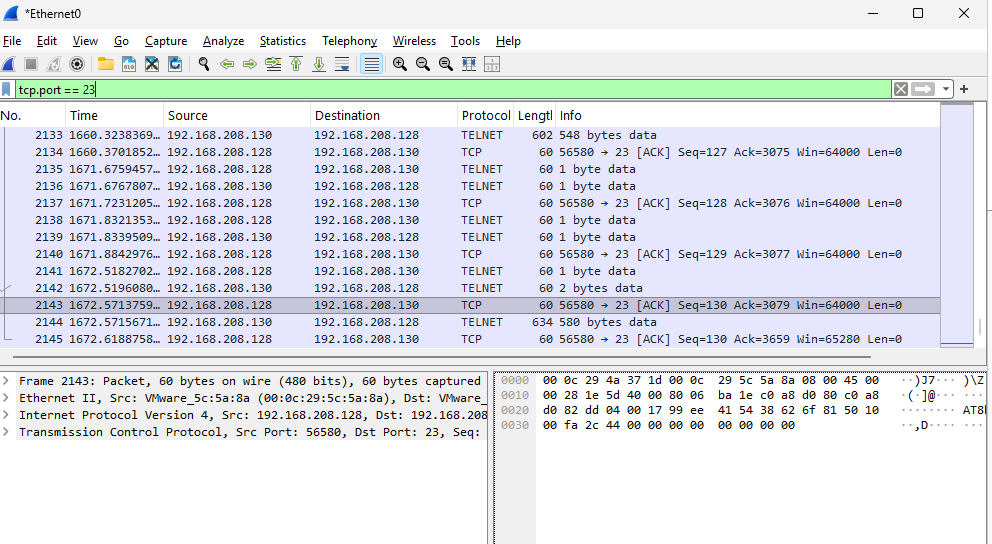 *Ethernet0
File Edit View Go Capture Analyze Statistics Telephony Wireless Tools Help
tcp.port == 23
No. Time Source Destination Protocol Lengtl Info
2133 1660.3238369… 192.168.208.130 192.168.208.128 TELNET 602 548 bytes data
2134 1660.3701852… 192.168.208.128 192.168.208.130 TCP 60 56580 → 23 [ACK] Seq=127 Ack=3075 Win=64000 Len=0
2135 1671.6759457… 192.168.208.128 192.168.208.130 TELNET 60 1 byte data
2136 1671.6767807… 192.168.208.130 192.168.208.128 TELNET 60 1 byte data
2137 1671.7231205… 192.168.208.128 192.168.208.130 TCP 60 56580 → 23 [ACK] Seq=128 Ack=3076 Win=64000 Len=0
2138 1671.8321353… 192.168.208.128 192.168.208.130 TELNET 60 1 byte data
2139 1671.8339509… 192.168.208.130 192.168.208.128 TELNET 60 1 byte data
2140 1671.8842976… 192.168.208.128 192.168.208.130 TCP 60 56580 → 23 [ACK] Seq=129 Ack=3077 Win=64000 Len=0
2141 1672.5182702… 192.168.208.128 192.168.208.130 TELNET 60 1 byte data
2142 1672.5196080… 192.168.208.130 192.168.208.128 TELNET 60 2 bytes data
2143 1672.5713759… 192.168.208.128 192.168.208.130 TCP 60 56580 → 23 [ACK] Seq=130 Ack=3079 Win=64000 Len=0
2144 1672.5715671… 192.168.208.130 192.168.208.128 TELNET 634 580 bytes data
2145 1672.6188758… 192.168.208.128 192.168.208.130 TCP 60 56580 → 23 [ACK] Seq=130 Ack=3659 Win=65280 Len=0
Frame 2143: Packet, 60 bytes on wire (480 bits), 60 bytes captured
Ethernet II, Src: VMware_5c:5a:8a (00:0c:29:5c:5a:8a), Dst: VMware_
Internet Protocol Version 4, Src: 192.168.208.128, Dst: 192.168.208
Transmission Control Protocol, Src Port: 56580, Dst Port: 23, Seq:
0000 00 0c 29 4a 37 1d 00 0c 29 5c 5a 8a 08 00 45 00 ··)J7··· )\Z
0010 00 28 1e 5d 40 00 80 06 ba 1e c0 a8 d0 80 c0 a8 ·(·]@··· ····
0020 d0 82 dd 04 00 17 99 ee 41 54 38 62 6f 81 50 10 ········ AT8
0030 00 fa 2c 44 00 00 00 00 00 00 00 00 ··,D···· ····